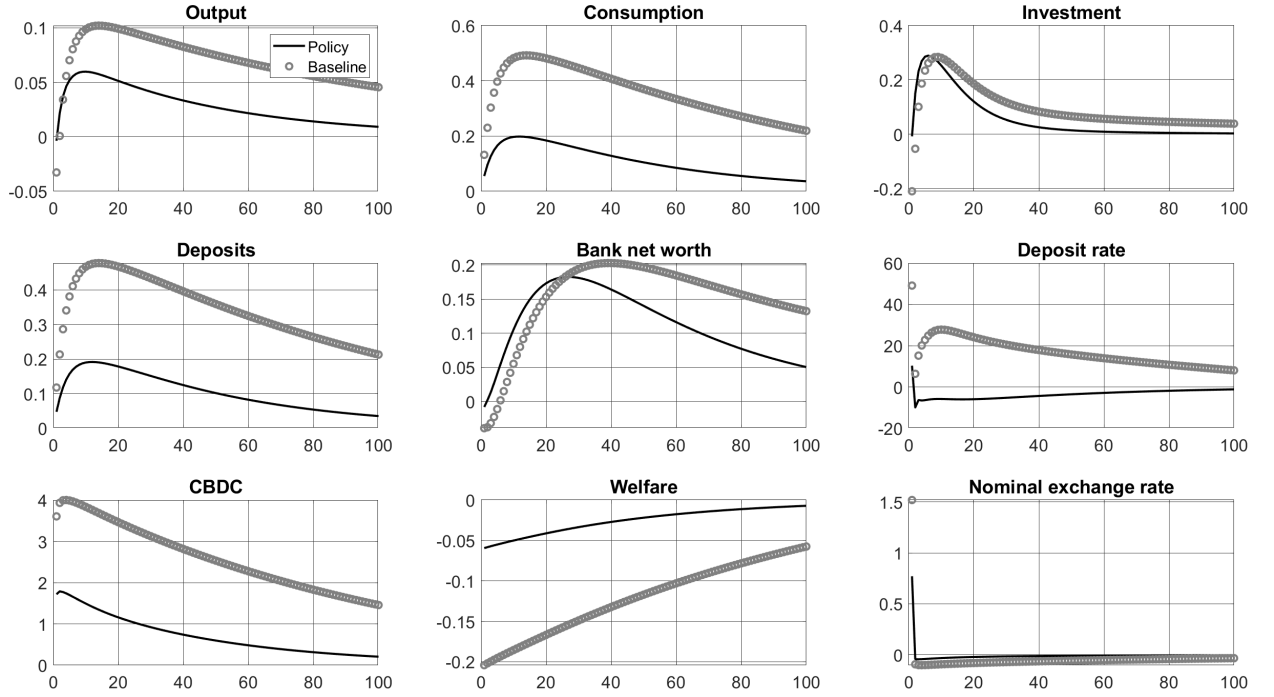 Output
0.1
0.05
0
-0.05
0 20 40 60 80 100
Policy
Baseline
Consumption
0.6
0.4
0.2
0
0 20 40 60 80 100
Investment
0.4
0.2
0
-0.2
0 20 40 60 80 100
Deposits
0.4
0.3
0.2
0.1
0
0 20 40 60 80 100
Bank net worth
0.2
0.15
0.1
0.05
0
0 20 40 60 80 100
Deposit rate
60
40
20
0
-20
0 20 40 60 80 100
CBDC
4
3
2
1
0
0 20 40 60 80 100
Welfare
0
-0.05
-0.1
-0.15
-0.2
0 20 40 60 80 100
Nominal exchange rate
1.5
1
0.5
0
0 20 40 60 80 100